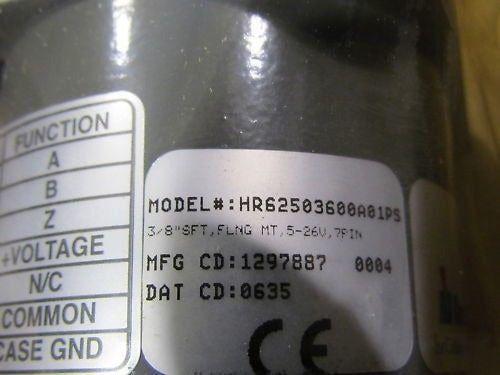 FUNCTION
A
B
Z
+VOLTAGE
N/C
COMMON
CASE GND
MODEL#:HR62503600A01PS
3/8"SFT,FLNG MT,5-26V,7PIN
MFG CD:1297887 0004
DAT CD:0635
CE